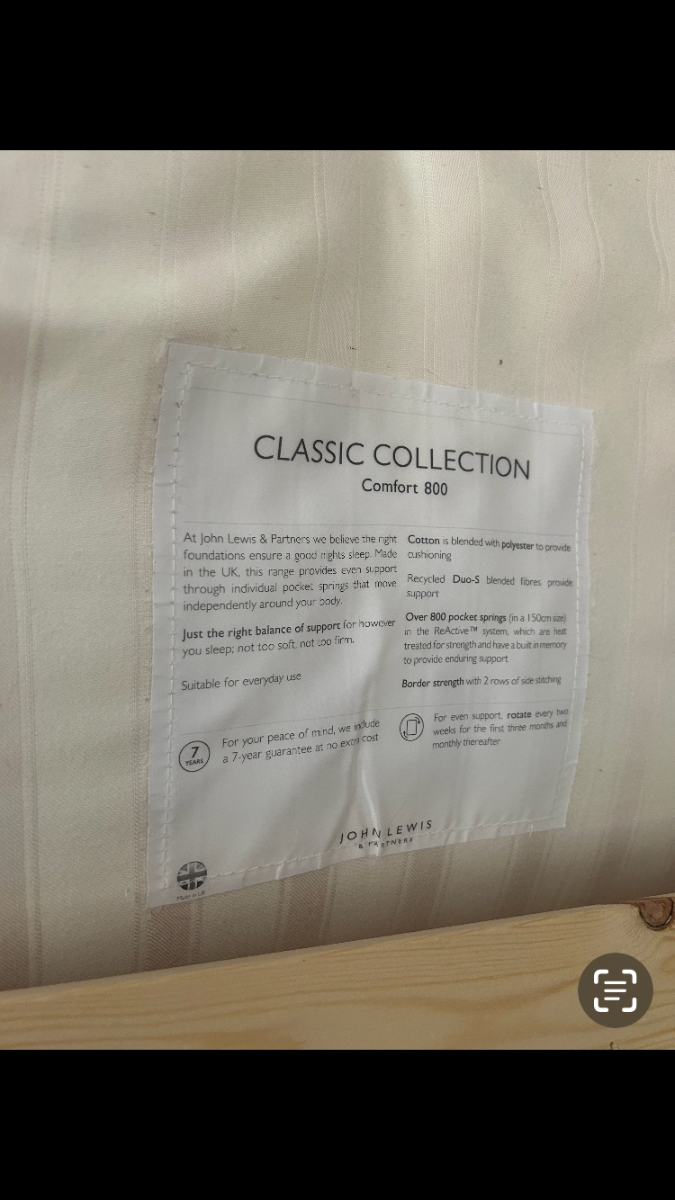 CLASSIC COLLECTION
Comfort 800
At John Lewis & Partners we believe the right
foundations ensure a good nights sleep. Made
in the UK, this range provides even support
through individual pocket springs that move
independently around your body.
Just the right balance of support for however
you sleep; not too soft, not too firm.
Suitable for everyday use
7
YEARS
For your peace of mind, we include
a 7-year guarantee at no extra cost
Cotton is blended with polyester to provide
cushioning
Recycled Duo-S blended fibres provide
support
Over 800 pocket springs (in a 150cm size)
in the ReActive™ system, which are heat
treated for strength and have a built in memory
to provide enduring support
Border strength with 2 rows of side stitching
For even support, rotate every two
weeks for the first three months and
monthly thereafter
JOHN LEWIS
& PARTNERS
Made in UK